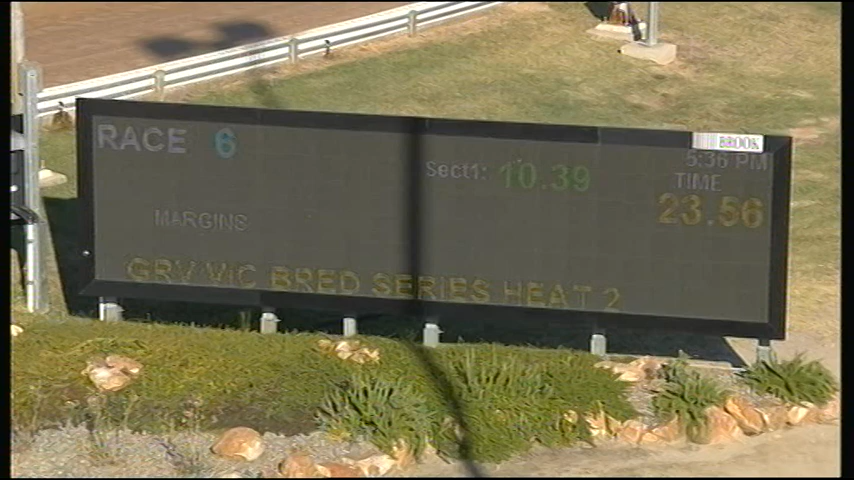 BROOK
RACE 6
5:36 PM
Sect1: 10.39
TIME
23.56
MARGINS
GRV VIC BRED SERIES HEAT 2